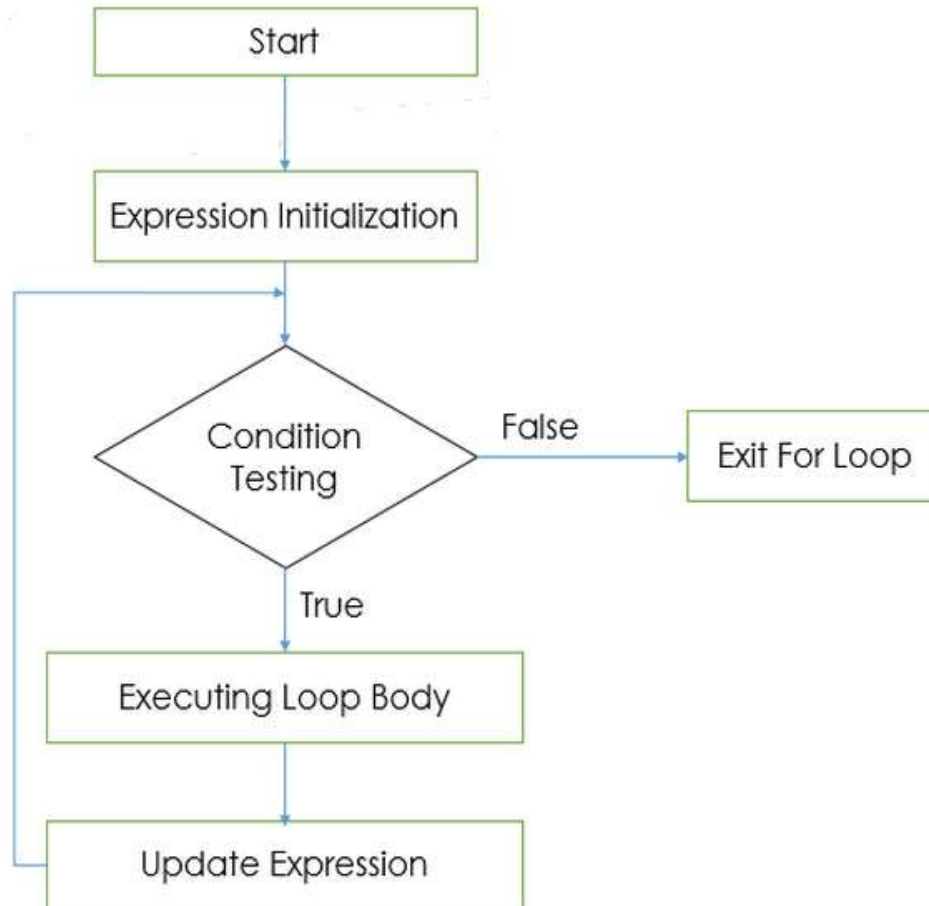 Start
Expression Initialization
Condition
Testing
False
Exit For Loop
True
Executing Loop Body
Update Expression